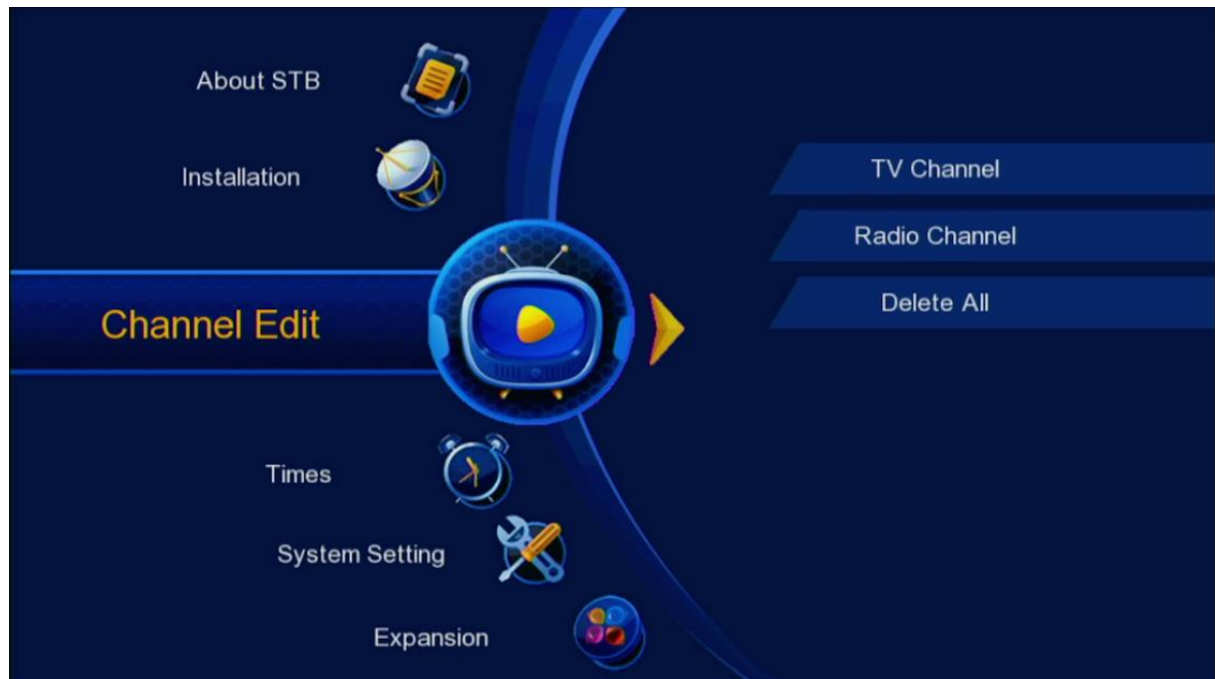 About STB
Installation
Channel Edit
Times
System Setting
Expansion
TV Channel
Radio Channel
Delete All